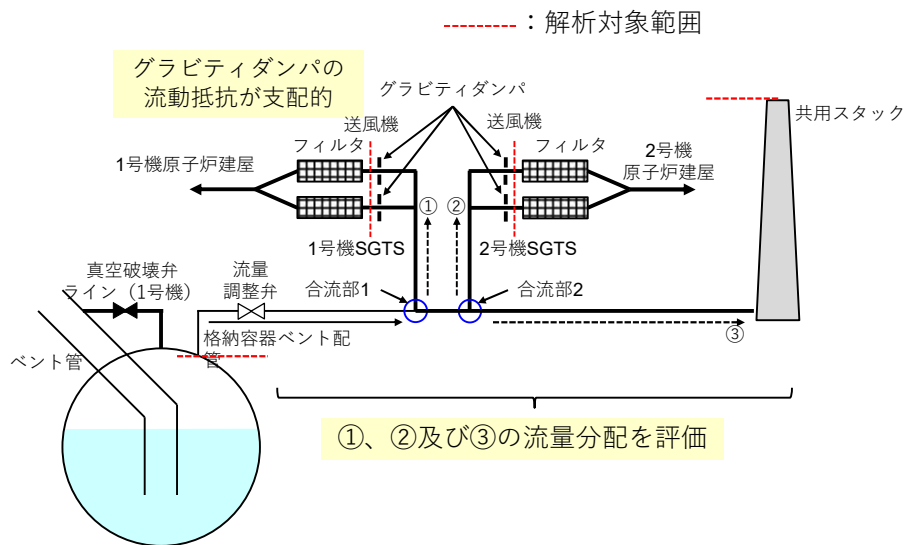 ：解析対象範囲
グラビティダンパの
流動抵抗が支配的
グラビティダンパ
共用スタック
送風機
送風機
フィルタ
フィルタ
1号機原子炉建屋
2号機
原子炉建屋
①
②
1号機SGTS
2号機SGTS
真空破壊弁
ライン（1号機）
流量
調整弁
合流部1
合流部2
格納容器ベント配
管
③
ベント管
①、②及び③の流量分配を評価